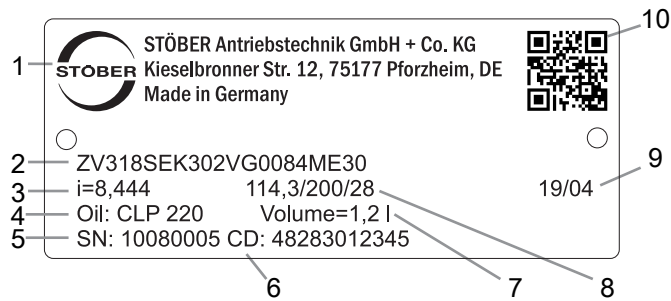 10
STÖBER Antriebstechnik GmbH + Co. KG
1 STÖBER Kieselbronner Str. 12, 75177 Pforzheim, DE
Made in Germany
2 ZV318SEK302VG0084ME30
9
3 i=8,444 114,3/200/28 19/04
4 Oil: CLP 220 Volume=1,2 l
5 SN: 10080005 CD: 48283012345
6 7 8